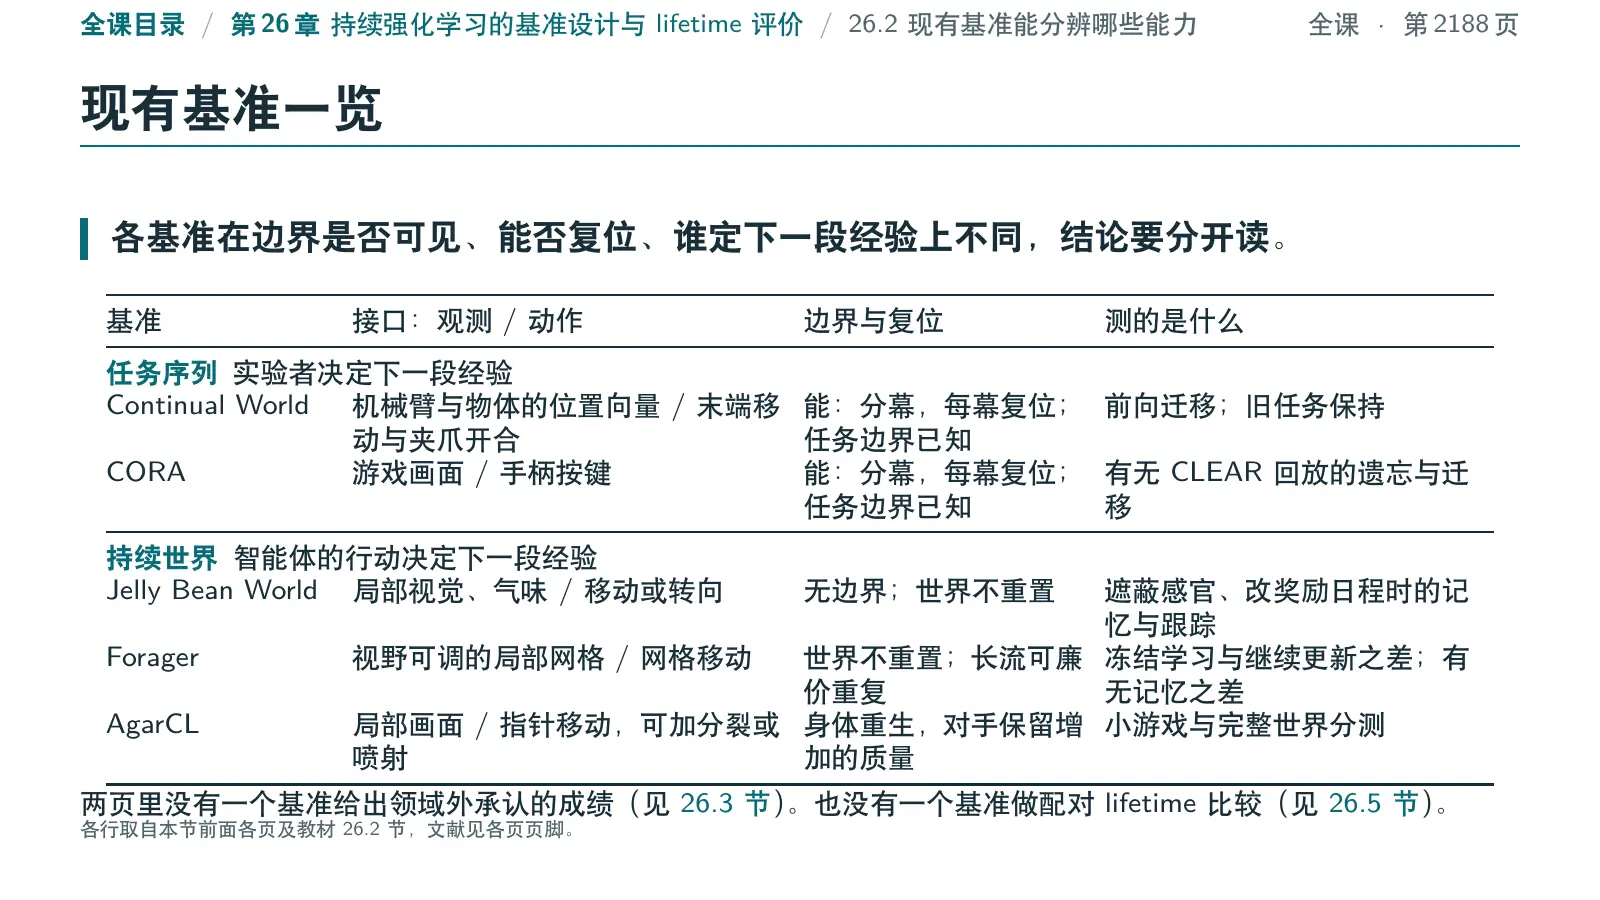 全课目录 / 第 26 章 持续强化学习的基准设计与 lifetime 评价 / 26.2 现有基准能分辨哪些能力 全课 · 第 2188 页
现有基准一览
各基准在边界是否可见、能否复位、谁定下一段经验上不同，结论要分开读。
基准 接口：观测 / 动作 边界与复位 测的是什么
任务序列 实验者决定下一段经验
Continual World 机械臂与物体的位置向量 / 末端移 能：分幕，每幕复位； 前向迁移；旧任务保持
动与夹爪开合 任务边界已知
CORA 游戏画面 / 手柄按键 能：分幕，每幕复位； 有无 CLEAR 回放的遗忘与迁
任务边界已知 移
持续世界 智能体的行动决定下一段经验
Jelly Bean World 局部视觉、气味 / 移动或转向 无边界；世界不重置 遮蔽感官、改奖励日程时的记
忆与跟踪
Forager 视野可调的局部网格 / 网格移动 世界不重置；长流可廉 冻结学习与继续更新之差；有
价重复 无记忆之差
AgarCL 局部画面 / 指针移动，可加分裂或 身体重生，对手保留增 小游戏与完整世界分测
喷射 加的质量
两页里没有一个基准给出领域外承认的成绩（见 26.3 节）。也没有一个基准做配对 lifetime 比较（见 26.5 节）。
各行取自本节前面各页及教材 26.2 节，文献见各页页脚。